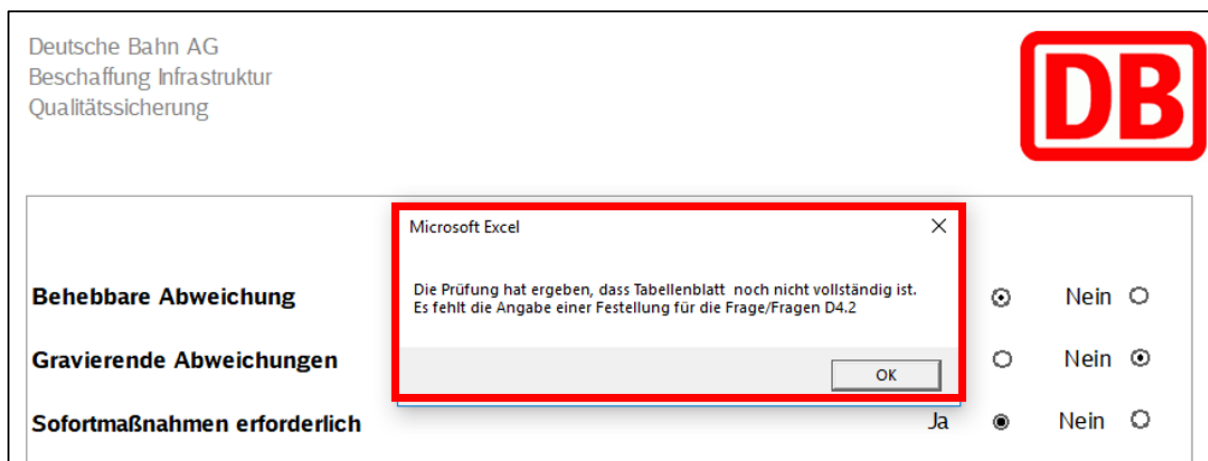 Deutsche Bahn AG
Beschaffung Infrastruktur
Qualitätssicherung
DB
Microsoft Excel
Die Prüfung hat ergeben, dass Tabellenblatt noch nicht vollständig ist.
Es fehlt die Angabe einer Festellung für die Frage/Fragen D4.2
OK
Behebbare Abweichung Nein
Gravierende Abweichungen Nein
Sofortmaßnahmen erforderlich Ja Nein